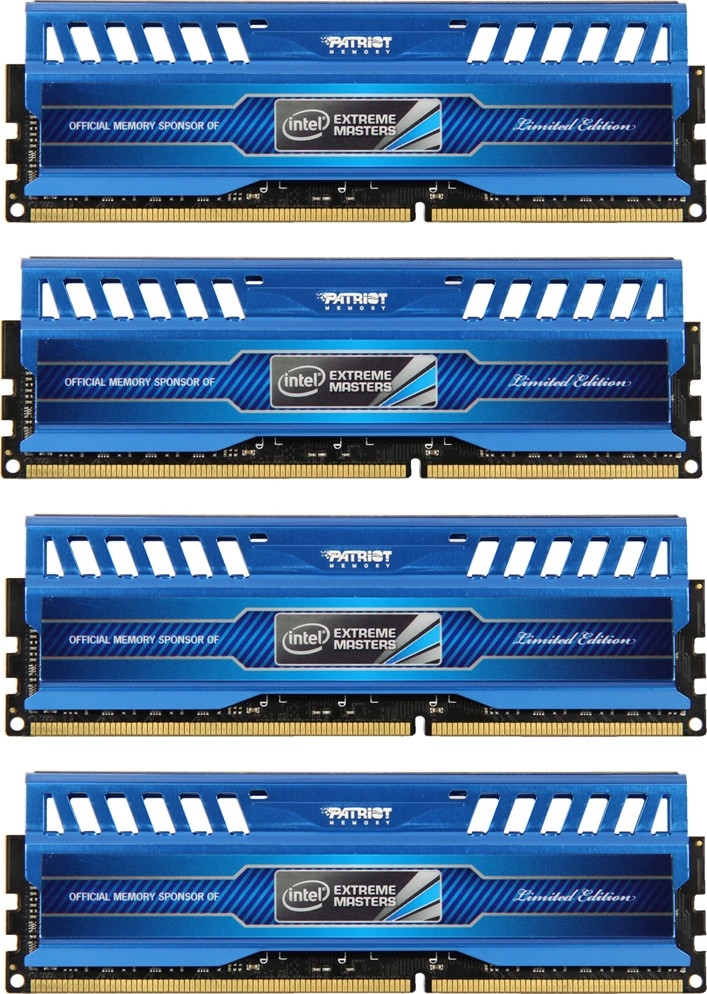 PATRIOT
MEMORY
OFFICIAL MEMORY SPONSOR OF
intel EXTREME
MASTERS
Limited Edition
PATRIOT
MEMORY
OFFICIAL MEMORY SPONSOR OF
intel EXTREME
MASTERS
Limited Edition
PATRIOT
MEMORY
OFFICIAL MEMORY SPONSOR OF
intel EXTREME
MASTERS
Limited Edition
PATRIOT
MEMORY
OFFICIAL MEMORY SPONSOR OF
intel EXTREME
MASTERS
Limited Edition